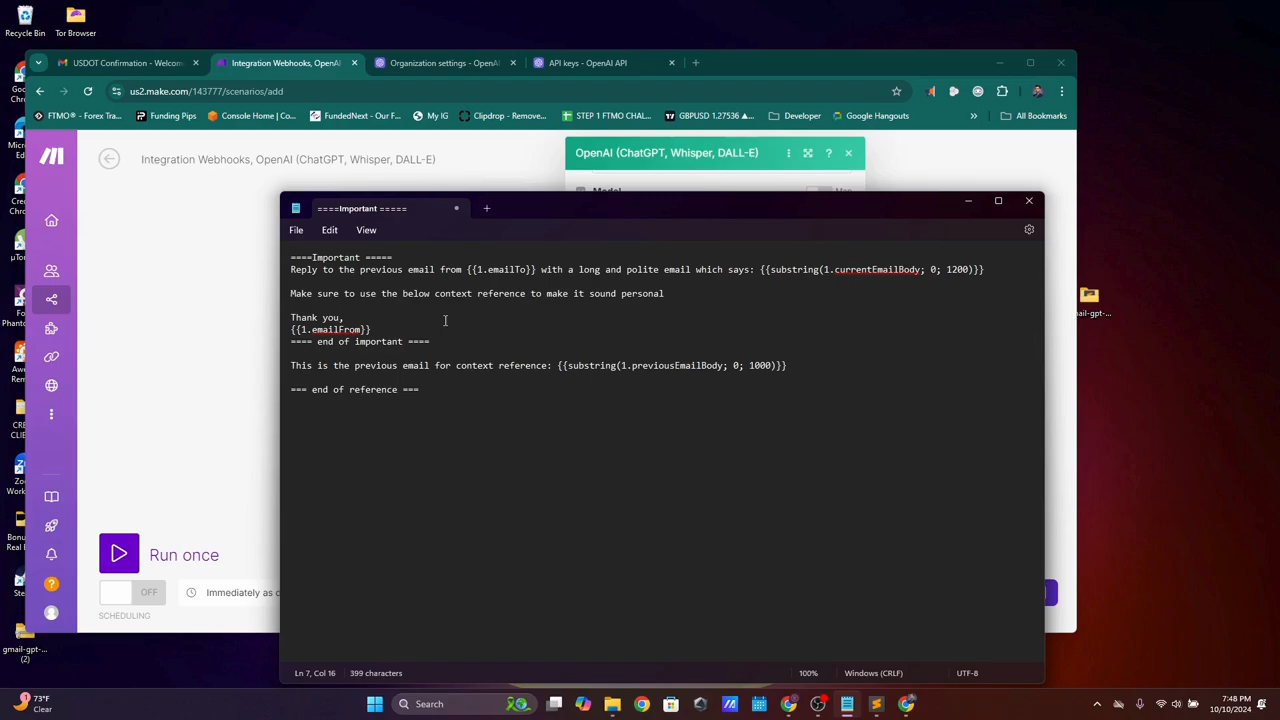 Recycle Bin
Tor Browser
USDOT Confirmation - Welcom
Integration Webhooks, OpenAI
Organization settings - OpenAI
API keys - OpenAI API
us2.make.com/143777/scenarios/add
FTMO® - Forex Tra...
Funding Pips
Console Home | Co...
FundedNext - Our F...
My IG
Clipdrop - Remove...
STEP 1 FTMO CHAL...
GBPUSD 1.27536 ▲...
Developer
Google Hangouts
All Bookmarks
Integration Webhooks, OpenAI (ChatGPT, Whisper, DALL-E)
OpenAI (ChatGPT, Whisper, DALL-E)
====Important =====
File
Edit
View
====Important =====
Reply to the previous email from {{1.emailTo}} with a long and polite email which says: {{substring(1.currentEmailBody; 0; 1200)}}
Make sure to use the below context reference to make it sound personal
Thank you,
{{1.emailFrom}}
==== end of important ====
This is the previous email for context reference: {{substring(1.previousEmailBody; 0; 1000)}}
=== end of reference ===
mail-gpt-...
Run once
OFF
Immediately as
SCHEDULING
gmail-gpt-...
(2)
Ln 7, Col 16
399 characters
100%
Windows (CRLF)
UTF-8
73°F
Clear
Search
7:48 PM
10/10/2024